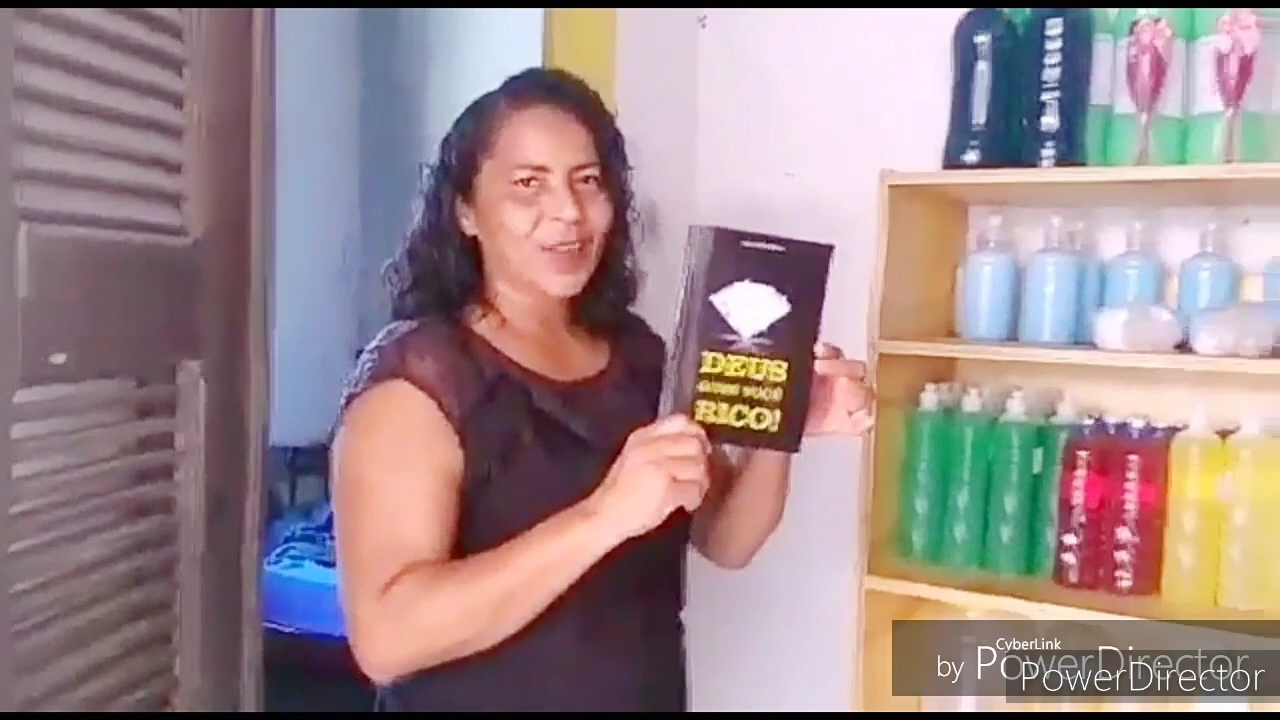 DEUS
QUER VOCÊ
RICO!
CyberLink
by PowerDirector
PowerDirector